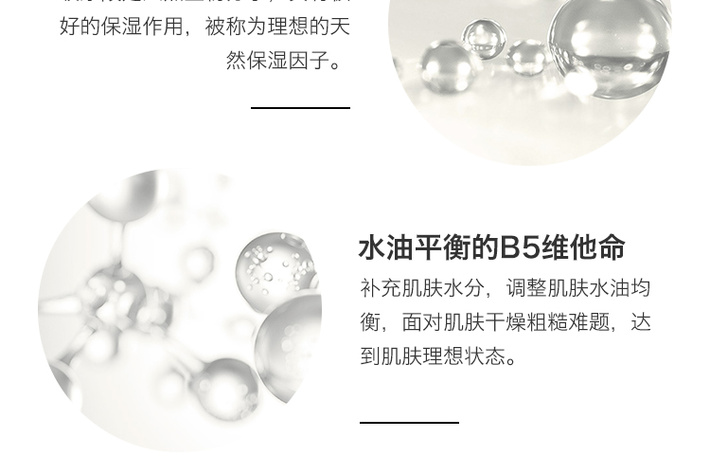 好的保湿作用，被称为理想的天
然保湿因子。
水油平衡的B5维他命
补充肌肤水分，调整肌肤水油均
衡，面对肌肤干燥粗糙难题，达
到肌肤理想状态。